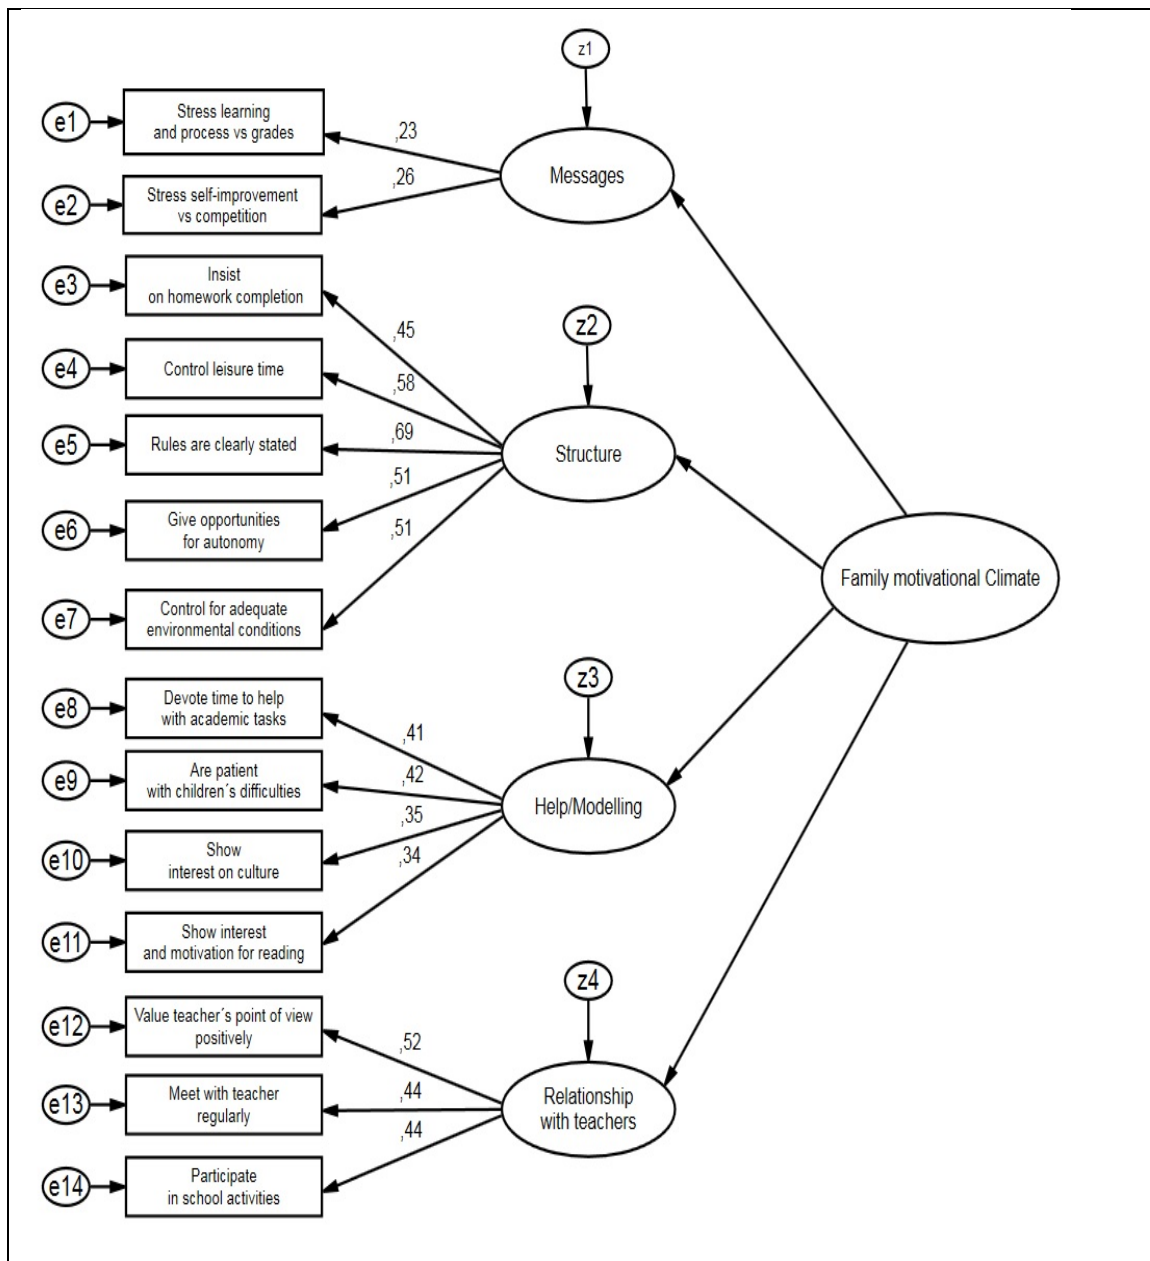 z1
e1
Stress learning
and process vs grades
,23
Messages
,26
e2
Stress self-improvement
vs competition
e3
Insist
on homework completion
,45
z2
e4
Control leisure time
,58
e5
Rules are clearly stated
,69
Structure
,51
e6
Give opportunities
for autonomy
,51
Family motivational Climate
e7
Control for adequate
environmental conditions
z3
e8
Devote time to help
with academic tasks
,41
e9
Are patient
with children´s difficulties
,42
Help/Modelling
,35
e10
Show
interest on culture
,34
e11
Show interest
and motivation for reading
z4
e12
Value teacher´s point of view
positively
,52
e13
Meet with teacher
regularly
,44
Relationship
with teachers
,44
e14
Participate
in school activities